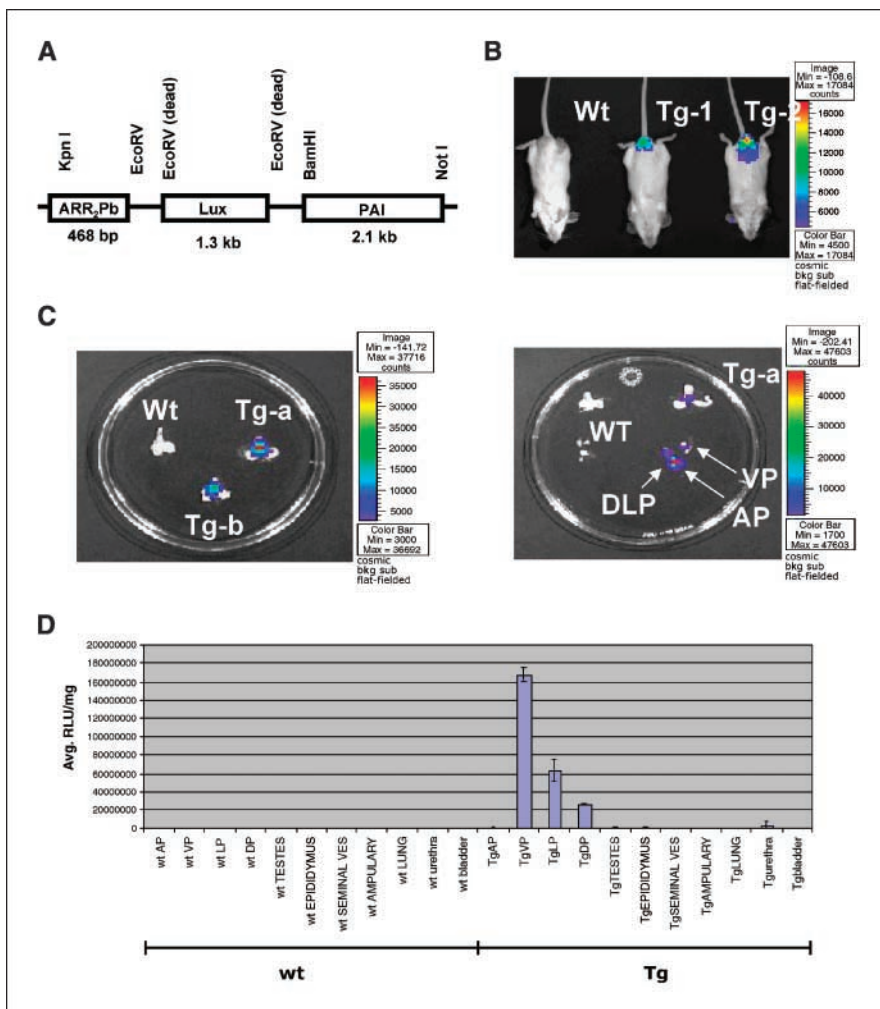 A
Kpn I
EcoRV
EcoRV (dead)
EcoRV (dead)
BamHI
Not I
ARR₂Pb
Lux
PAI
468 bp
1.3 kb
2.1 kb
B
Wt
Tg-1
Tg-2
Image
Min = -108.6
Max = 17084
counts
16000
14000
12000
10000
8000
6000
Color Bar
Min = 4500
Max = 17084
cosmic
bkg sub
flat-fielded
C
Wt
Tg-a
Tg-b
Image
Min = -141.72
Max = 37716
counts
35000
30000
25000
20000
15000
10000
5000
Color Bar
Min = 3000
Max = 36692
cosmic
bkg sub
flat-fielded
Tg-a
WT
VP
DLP
AP
Image
Min = -202.41
Max = 47603
counts
40000
30000
20000
10000
Color Bar
Min = 1700
Max = 47603
cosmic
bkg sub
flat-fielded
D
Avg. RLU/mg
200000000
180000000
160000000
140000000
120000000
100000000
80000000
60000000
40000000
20000000
0
wt AP
wt VP
wt LP
wt DP
wt TESTES
wt EPIDIDYMUS
wt SEMINAL VES
wt AMPULARY
wt LUNG
wt urethra
wt bladder
TgAP
TgVP
TgLP
TgDP
TgTESTES
TgEPIDIDYMUS
TgSEMINAL VES
TgAMPULARY
TgLUNG
Tgurethra
Tgbladder
wt
Tg